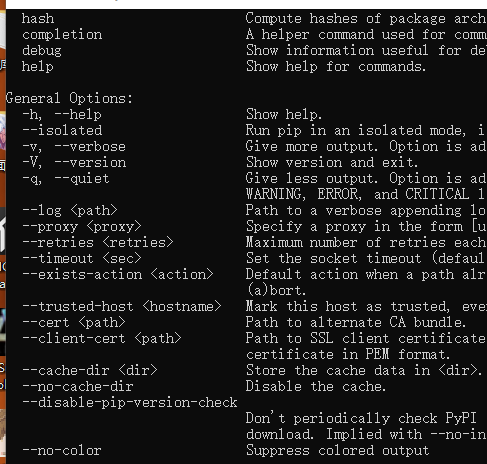 hash Compute hashes of package arch
completion A helper command used for comm
debug Show information useful for de
help Show help for commands.
General Options:
-h, --help Show help.
--isolated Run pip in an isolated mode, i
-v, --verbose Give more output. Option is ad
-V, --version Show version and exit.
-q, --quiet Give less output. Option is ad
WARNING, ERROR, and CRITICAL l
--log <path> Path to a verbose appending lo
--proxy <proxy> Specify a proxy in the form [u
--retries <retries> Maximum number of retries each
--timeout <sec> Set the socket timeout (defaul
--exists-action <action> Default action when a path alr
(a)bort.
--trusted-host <hostname> Mark this host as trusted, eve
--cert <path> Path to alternate CA bundle.
--client-cert <path> Path to SSL client certificate
certificate in PEM format.
--cache-dir <dir> Store the cache data in <dir>.
--no-cache-dir Disable the cache.
--disable-pip-version-check
Don't periodically check PyPI
download. Implied with --no-in
--no-color Suppress colored output